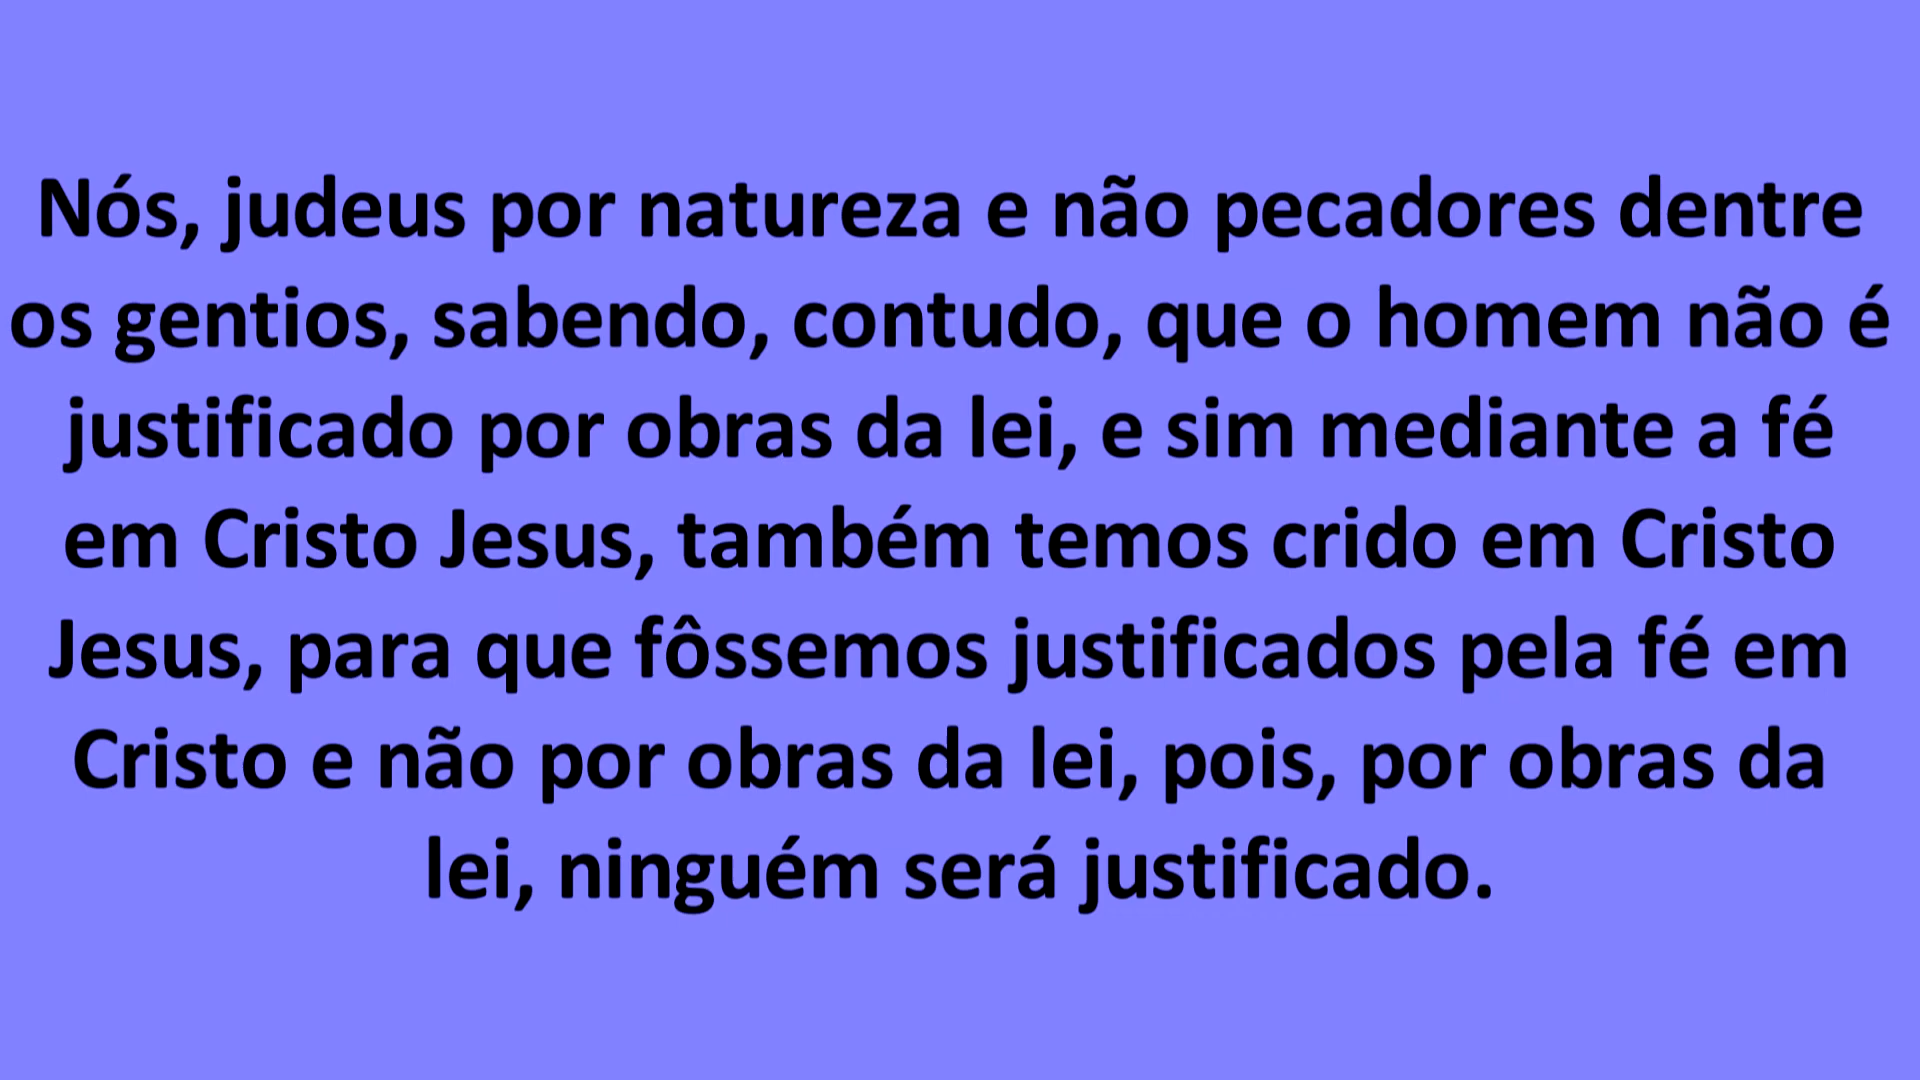 Nós, judeus por natureza e não pecadores dentre
os gentios, sabendo, contudo, que o homem não é
justificado por obras da lei, e sim mediante a fé
em Cristo Jesus, também temos crido em Cristo
Jesus, para que fôssemos justificados pela fé em
Cristo e não por obras da lei, pois, por obras da
lei, ninguém será justificado.